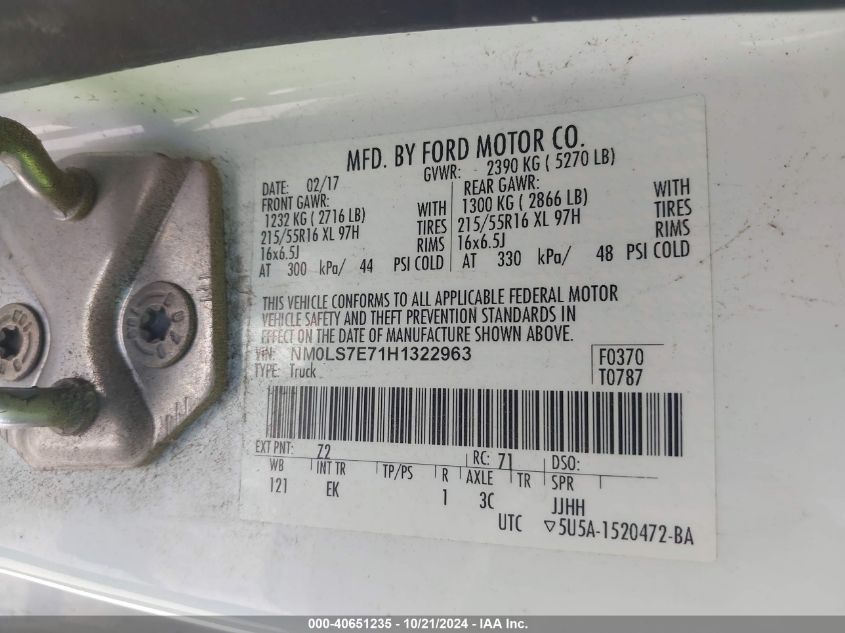 MFD. BY FORD MOTOR CO.
DATE: 02/17 GVWR: 2390 KG ( 5270 LB)
FRONT GAWR: REAR GAWR:
1232 KG ( 2716 LB) WITH 1300 KG ( 2866 LB) WITH
215/55R16 XL 97H TIRES 215/55R16 XL 97H TIRES
16x6.5J RIMS 16x6.5J RIMS
AT 300 kPa/ 44 PSI COLD AT 330 kPa/ 48 PSI COLD
THIS VEHICLE CONFORMS TO ALL APPLICABLE FEDERAL MOTOR
VEHICLE SAFETY AND THEFT PREVENTION STANDARDS IN
EFFECT ON THE DATE OF MANUFACTURE SHOWN ABOVE.
VIN: NM0LS7E71H1322963 F0370
TYPE: Truck T0787
EXT PNT: Z2 RC: 71 DSO:
WB INT TR TP/PS R AXLE TR SPR
121 EK 1 3C JJHH
UTC ▽5U5A-1520472-BA
000-40651235 - 10/21/2024 - IAA Inc.